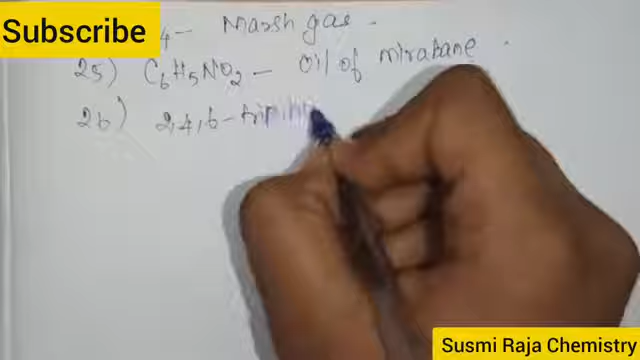 Subscribe
4 - Marsh gas.
25) C6H5NO2 - Oil of mirabane.
26) 2,4,6-
Susmi Raja Chemistry